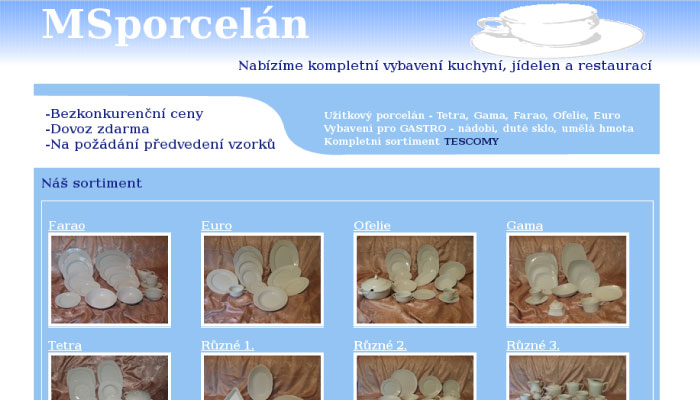 MSporcelán
Nabízíme kompletní vybavení kuchyní, jídelen a restaurací
-Bezkonkurenční ceny
-Dovoz zdarma
-Na požádání předvedení vzorků
Užitkový porcelán - Tetra, Gama, Farao, Ofelie, Euro
Vybavení pro GASTRO - nádobí, duté sklo, umělá hmota
Kompletní sortiment TESCOMY
Náš sortiment
Farao Euro Ofelie Gama
Tetra Různé 1. Různé 2. Různé 3.